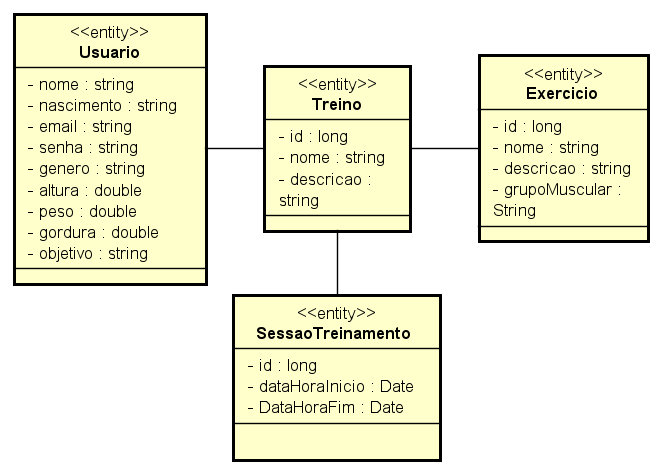 <<entity>>
Usuario
- nome : string
- nascimento : string
- email : string
- senha : string
- genero : string
- altura : double
- peso : double
- gordura : double
- objetivo : string
<<entity>>
Treino
- id : long
- nome : string
- descricao :
string
<<entity>>
Exercicio
- id : long
- nome : string
- descricao : string
- grupoMuscular :
String
<<entity>>
SessaoTreinamento
- id : long
- dataHoraInicio : Date
- DataHoraFim : Date